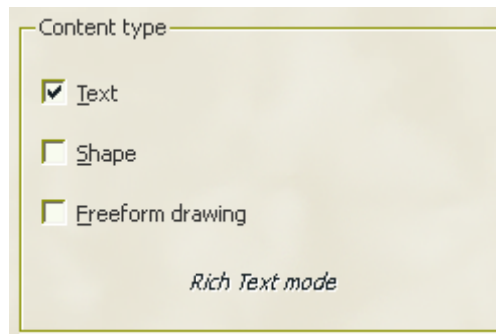 Content type
Text
Shape
Freeform drawing
Rich Text mode